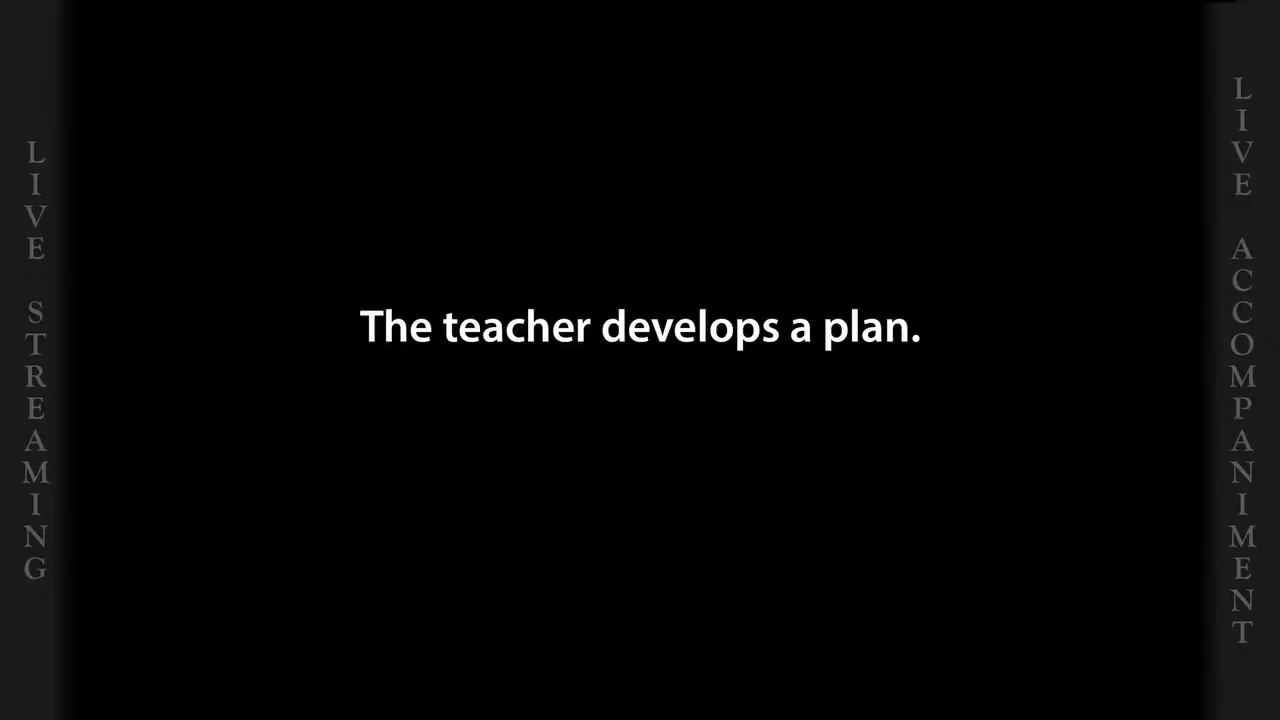 LIVE STREAMING
The teacher develops a plan.
LIVE ACCOMPANIMENT